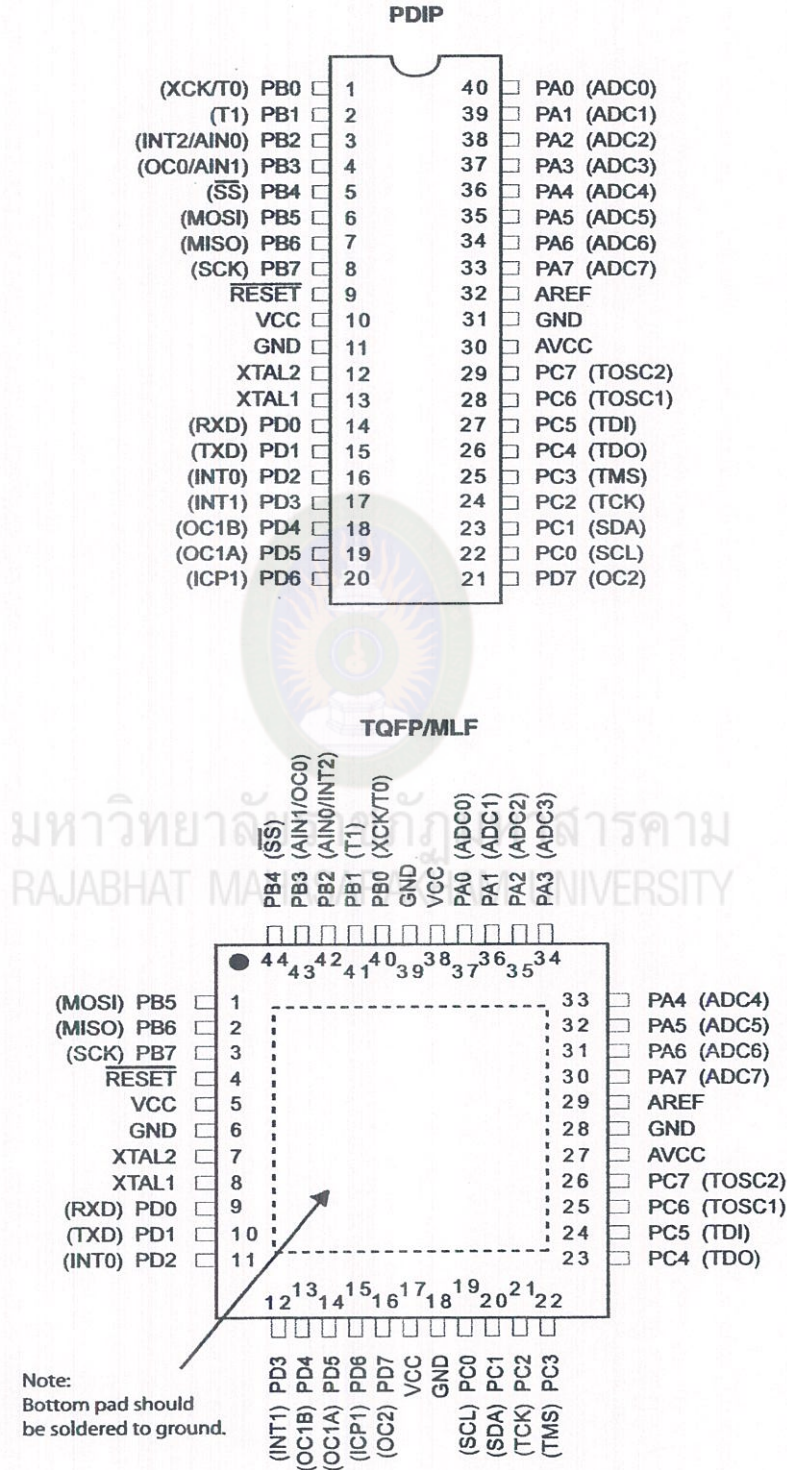 PDIP
(XCK/T0) PB0 1 40 PA0 (ADC0)
(T1) PB1 2 39 PA1 (ADC1)
(INT2/AIN0) PB2 3 38 PA2 (ADC2)
(OC0/AIN1) PB3 4 37 PA3 (ADC3)
(S̅S̅) PB4 5 36 PA4 (ADC4)
(MOSI) PB5 6 35 PA5 (ADC5)
(MISO) PB6 7 34 PA6 (ADC6)
(SCK) PB7 8 33 PA7 (ADC7)
R̅E̅S̅E̅T̅ 9 32 AREF
VCC 10 31 GND
GND 11 30 AVCC
XTAL2 12 29 PC7 (TOSC2)
XTAL1 13 28 PC6 (TOSC1)
(RXD) PD0 14 27 PC5 (TDI)
(TXD) PD1 15 26 PC4 (TDO)
(INT0) PD2 16 25 PC3 (TMS)
(INT1) PD3 17 24 PC2 (TCK)
(OC1B) PD4 18 23 PC1 (SDA)
(OC1A) PD5 19 22 PC0 (SCL)
(ICP1) PD6 20 21 PD7 (OC2)
TQFP/MLF
PB4 (S̅S̅)
PB3 (AIN1/OC0)
PB2 (AIN0/INT2)
PB1 (T1)
PB0 (XCK/T0)
GND
VCC
PA0 (ADC0)
PA1 (ADC1)
PA2 (ADC2)
PA3 (ADC3)
มหาวิทยาลัยราชภัฏมหาสารคาม
RAJABHAT MAHASARAKHAM UNIVERSITY
44 43 42 41 40 39 38 37 36 35 34
(MOSI) PB5 1 33 PA4 (ADC4)
(MISO) PB6 2 32 PA5 (ADC5)
(SCK) PB7 3 31 PA6 (ADC6)
R̅E̅S̅E̅T̅ 4 30 PA7 (ADC7)
VCC 5 29 AREF
GND 6 28 GND
XTAL2 7 27 AVCC
XTAL1 8 26 PC7 (TOSC2)
(RXD) PD0 9 25 PC6 (TOSC1)
(TXD) PD1 10 24 PC5 (TDI)
(INT0) PD2 11 23 PC4 (TDO)
12 13 14 15 16 17 18 19 20 21 22
(INT1) PD3
(OC1B) PD4
(OC1A) PD5
(ICP1) PD6
(OC2) PD7
VCC
GND
(SCL) PC0
(SDA) PC1
(TCK) PC2
(TMS) PC3
Note:
Bottom pad should
be soldered to ground.